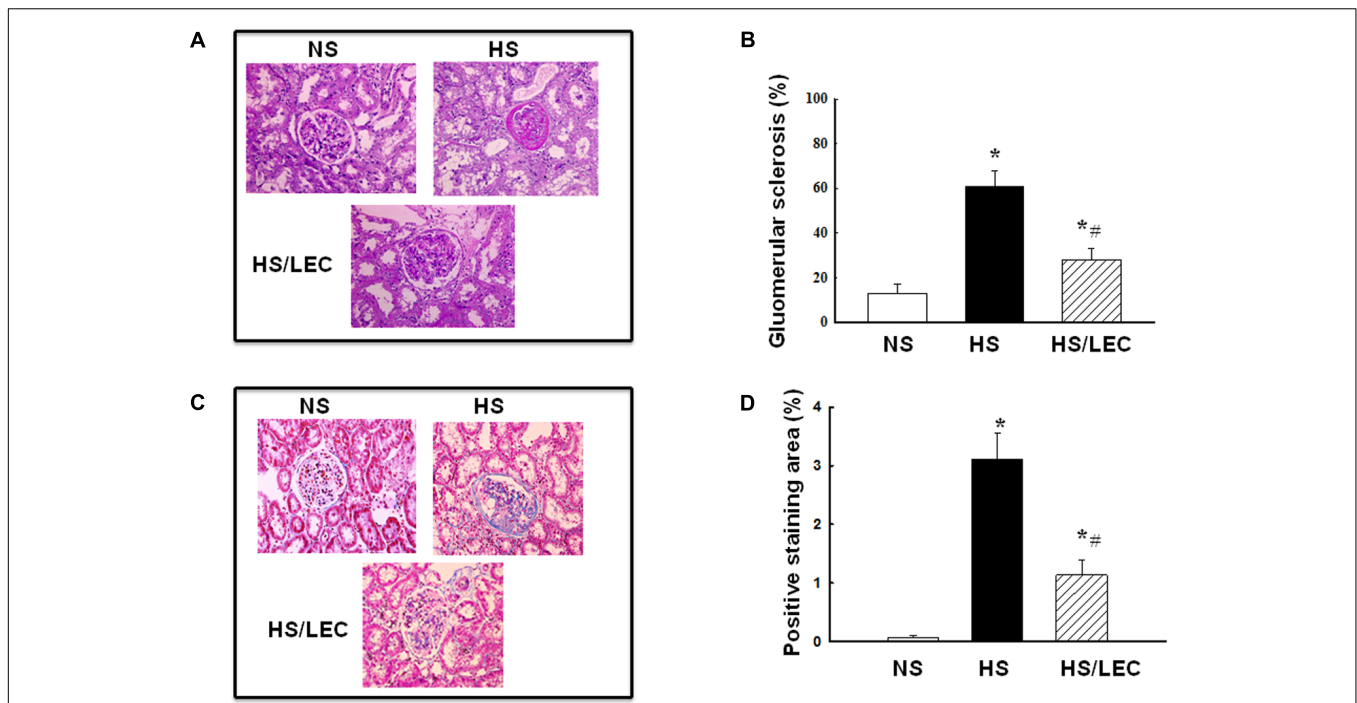 A
NS
HS
HS/LEC
B
Gluomerular sclerosis (%)
100
80
60
40
20
0
*
*#
NS
HS
HS/LEC
C
NS
HS
HS/LEC
D
Positive staining area (%)
4
3
2
1
0
*
*#
NS
HS
HS/LEC